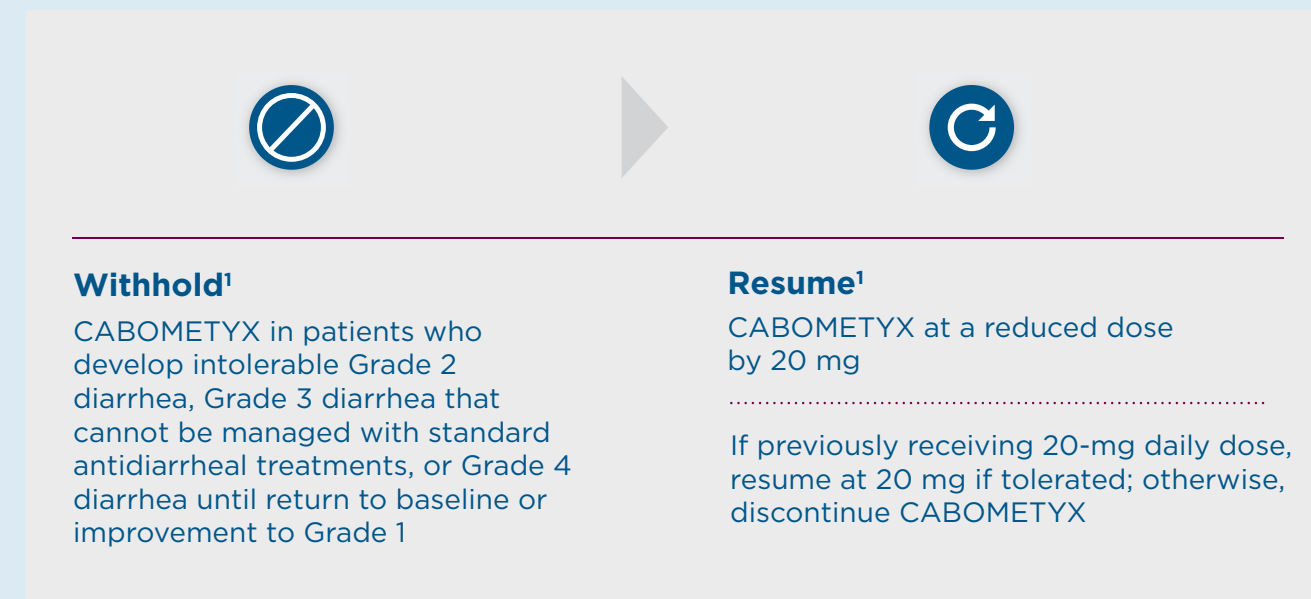 Withhold¹
CABOMETYX in patients who
develop intolerable Grade 2
diarrhea, Grade 3 diarrhea that
cannot be managed with standard
antidiarrheal treatments, or Grade 4
diarrhea until return to baseline or
improvement to Grade 1
Resume¹
CABOMETYX at a reduced dose
by 20 mg
If previously receiving 20-mg daily dose,
resume at 20 mg if tolerated; otherwise,
discontinue CABOMETYX